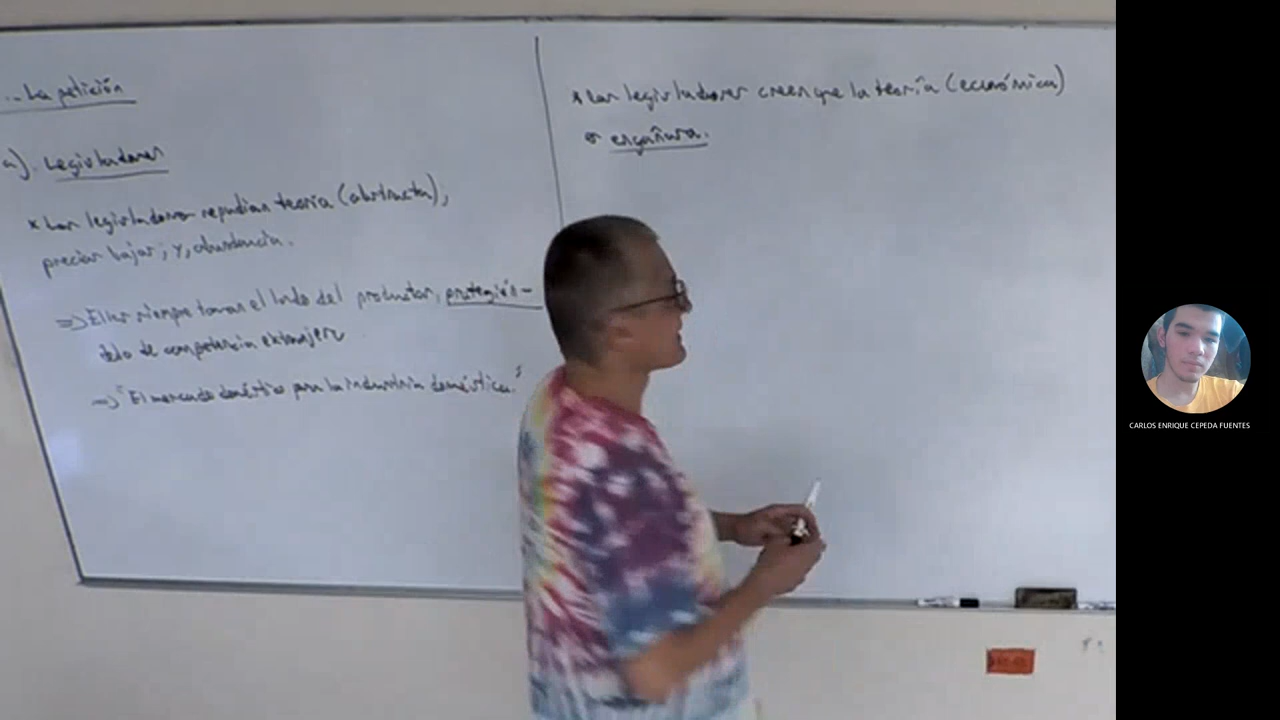 La petición
a). Legisladores
* Los legisladores repudian teoría (abstracta),
precios bajos; y, abundancia.
=> Ellos siempre toman el lado del productor, protegién-
dolo de competencia extranjera
=> "El mercado doméstico para la industria doméstica."
* Los legisladores creen que la teoría (económica)
es engañosa.
CARLOS ENRIQUE CEPEDA FUENTES